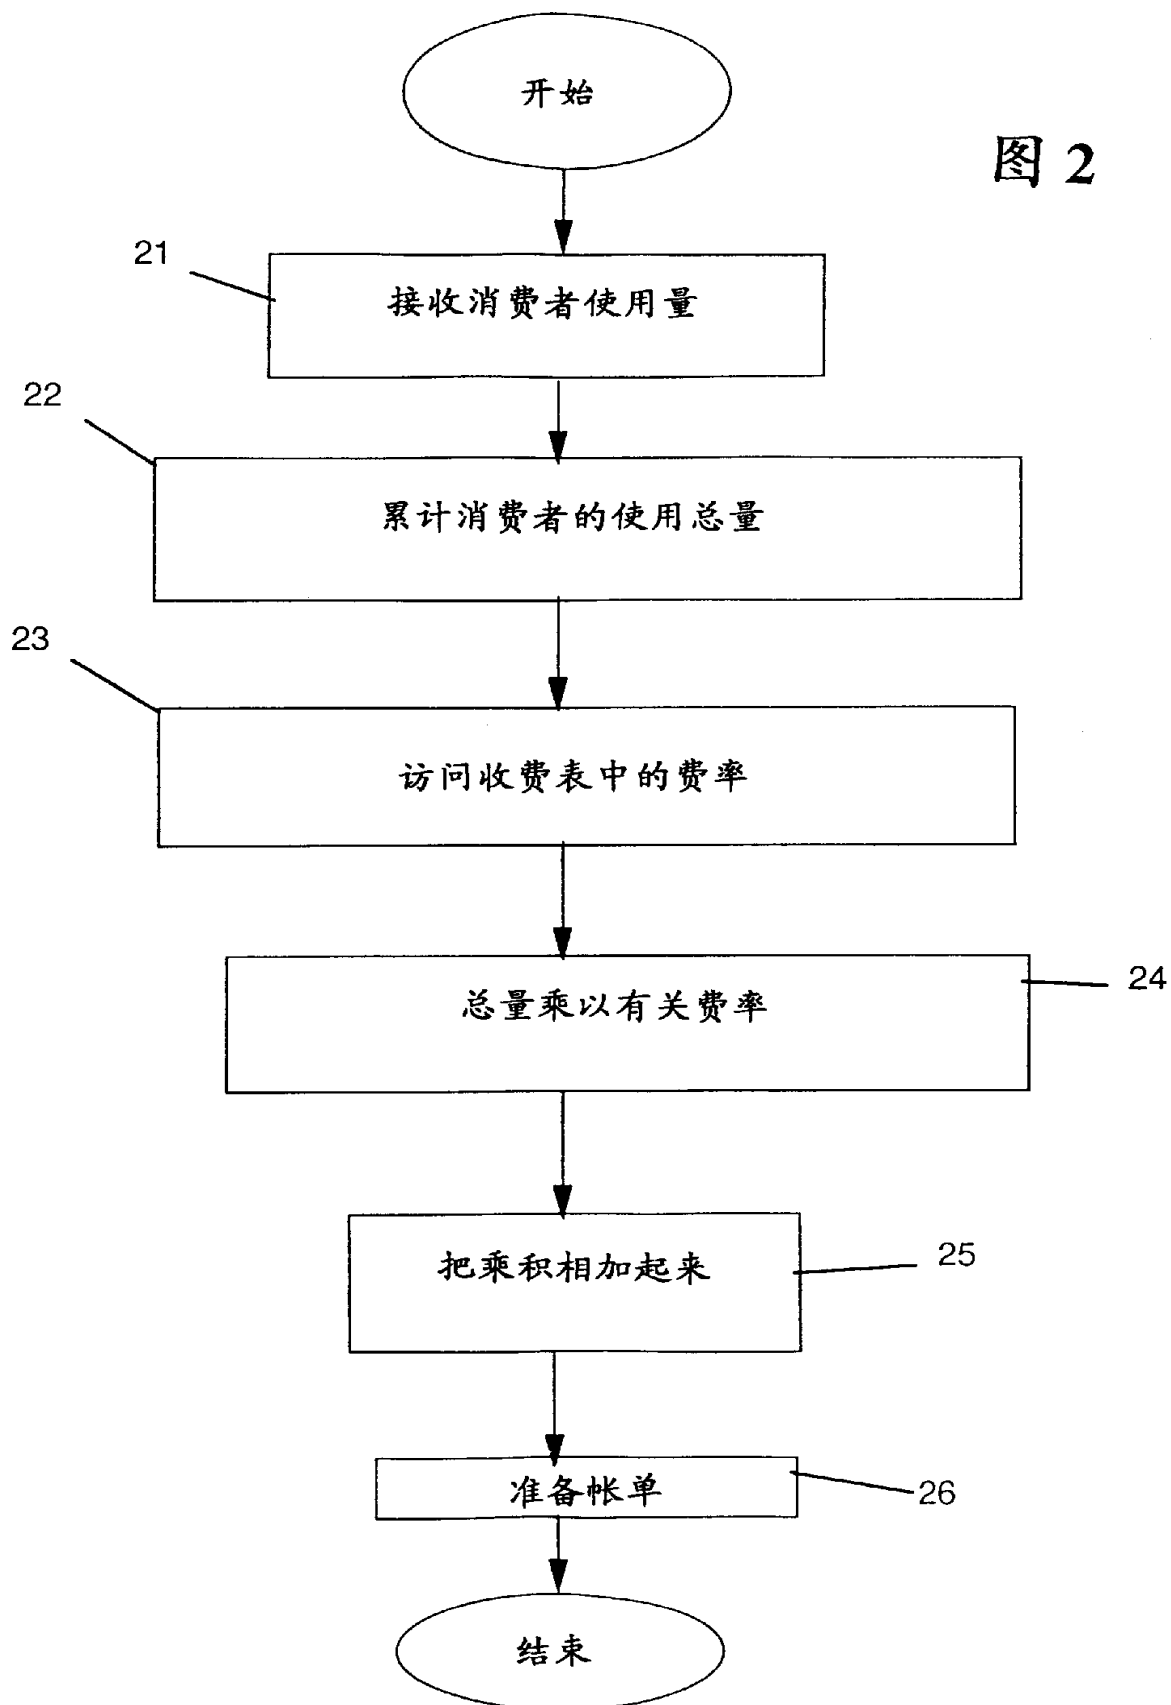 开始
图 2
21
接收消费者使用量
22
累计消费者的使用总量
23
访问收费表中的费率
24
总量乘以有关费率
25
把乘积相加起来
准备帐单
26
结束